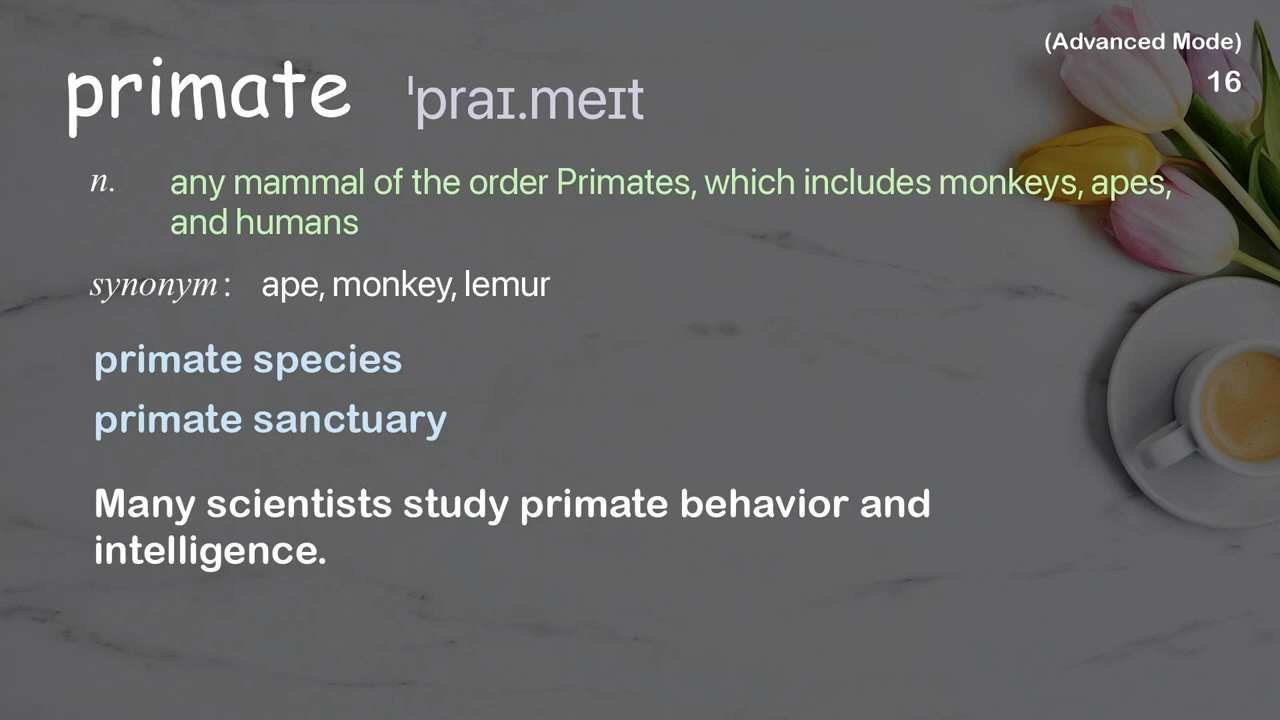 (Advanced Mode)
16
primate ˈpraɪ.meɪt
n. any mammal of the order Primates, which includes monkeys, apes,
and humans
synonym: ape, monkey, lemur
primate species
primate sanctuary
Many scientists study primate behavior and
intelligence.